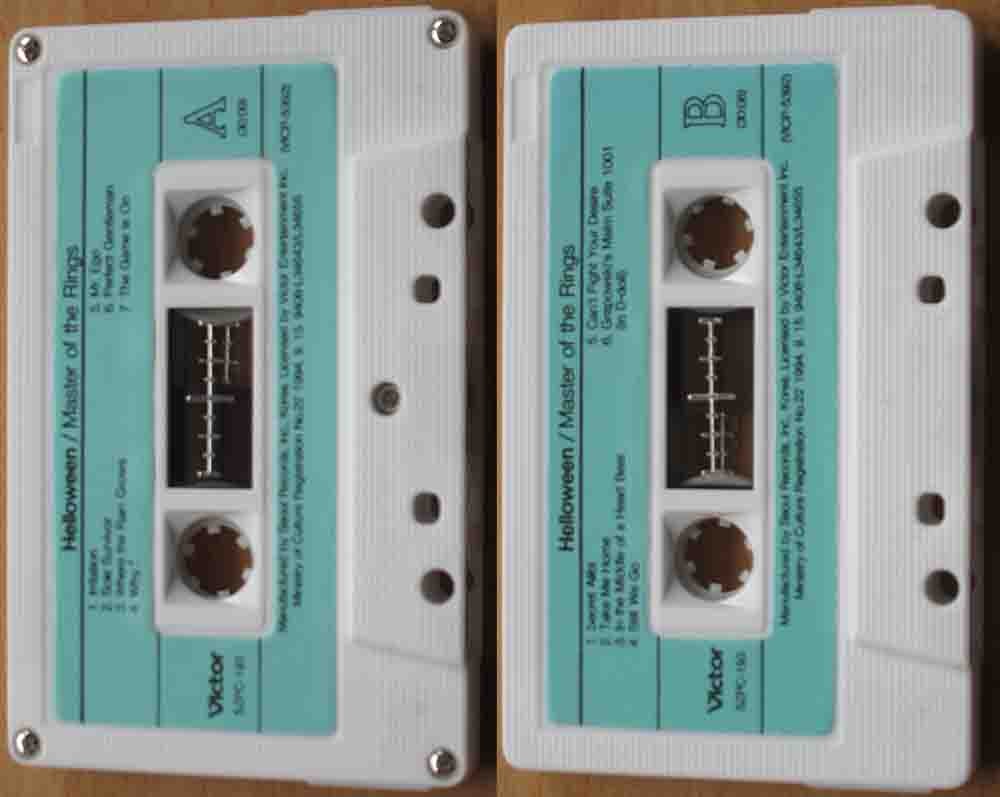 Helloween / Master of the Rings
1. Irritation
2. Sole Survivor
3. Where the Rain Grows
4. Why?
5. Mr. Ego
6. Perfect Gentleman
7. The Game is On
A
Victor
Manufactured by Seoul Records, Inc., Korea. Licensed by Victor Entertainment Inc.
Ministry of Culture Registration No.22 1994. 9. 15.
Helloween / Master of the Rings
1. Secret Alibi
2. Take Me Home
3. In the Middle of a Heart Beat
4. Still We Go
5. Can't Fight Your Desire
6. Grapowski's Malm Suite 1001
(In D-doll)
B
Victor
Manufactured by Seoul Records, Inc., Korea. Licensed by Victor Entertainment Inc.
Ministry of Culture Registration No.22 1994. 9. 15.